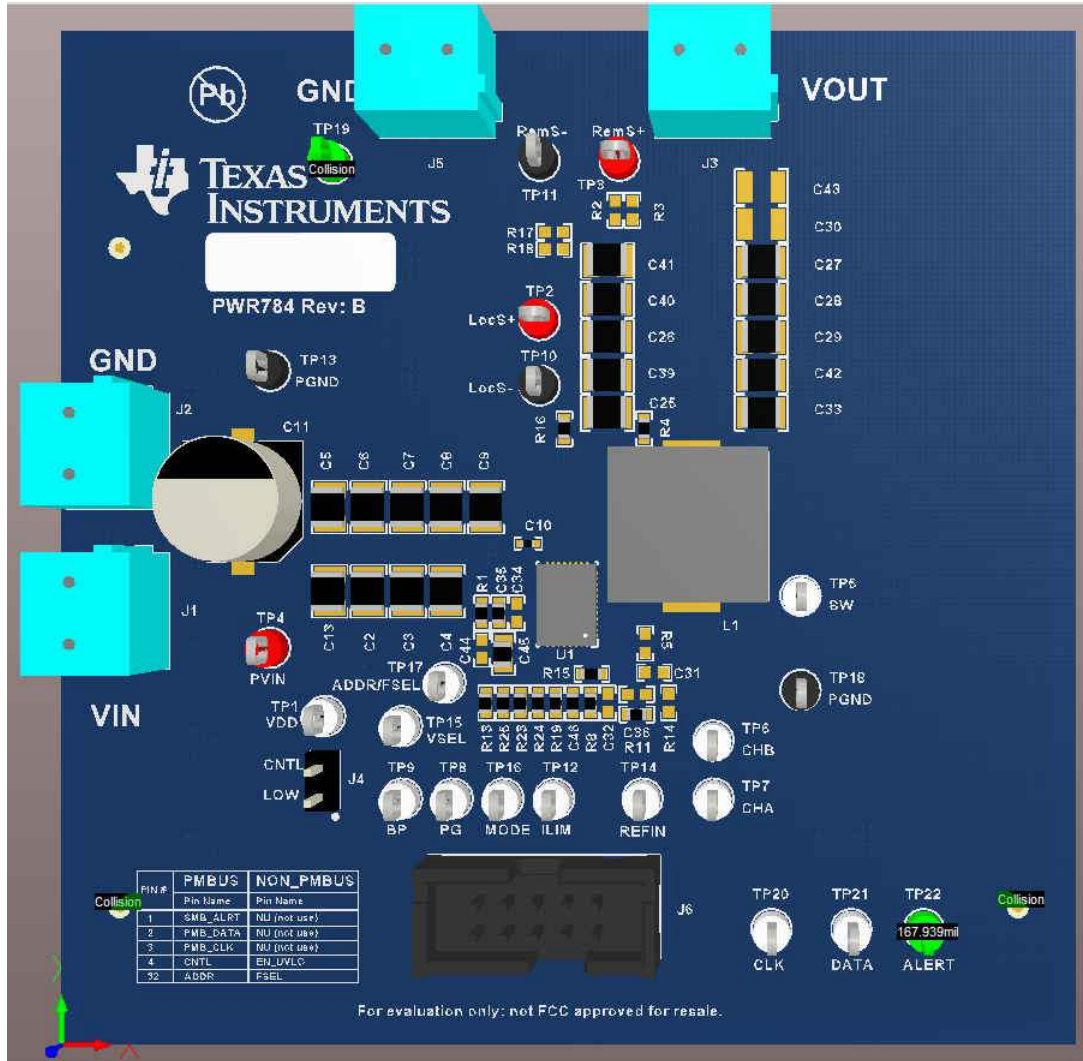 Pb
GND
VOUT
TP19
Collision
TEXAS
INSTRUMENTS
J5
RemS-
TP11
RemS+
TP3
J3
R2
R3
R17
R18
C43
C30
C27
C28
C29
C42
C33
C41
C40
C26
C39
C25
PWR784 Rev: B
TP2
LocS+
TP10
LocS-
R16
R4
GND
TP13
PGND
J2
C11
C5
C6
C7
C8
C9
C10
J1
C13
C2
C3
C4
R1
C35
C34
C44
C45
U1
L1
TP5
SW
TP4
PVIN
VIN
TP17
ADDR/FSEL
R15
R5
C31
TP18
PGND
TP1
VDD
TP15
VSEL
R13
R25
R23
R24
R19
C46
R8
C32
C36
R11
R14
TP6
CHB
CNTL
LOW
J4
TP9
BP
TP8
PG
TP16
MODE
TP12
ILIM
TP14
REFIN
TP7
CHA
PIN # PMBUS NON_PMBUS
Pin Name Pin Name
1 SMB_ALRT NU (not use)
2 PMB_DATA NU (not use)
3 PMB_CLK NU (not use)
4 CNTL EN_UVLO
32 ADDR FSEL
Collision
J6
TP20
CLK
TP21
DATA
TP22
167.939mil
ALERT
Collision
For evaluation only; not FCC approved for resale.
Y
X